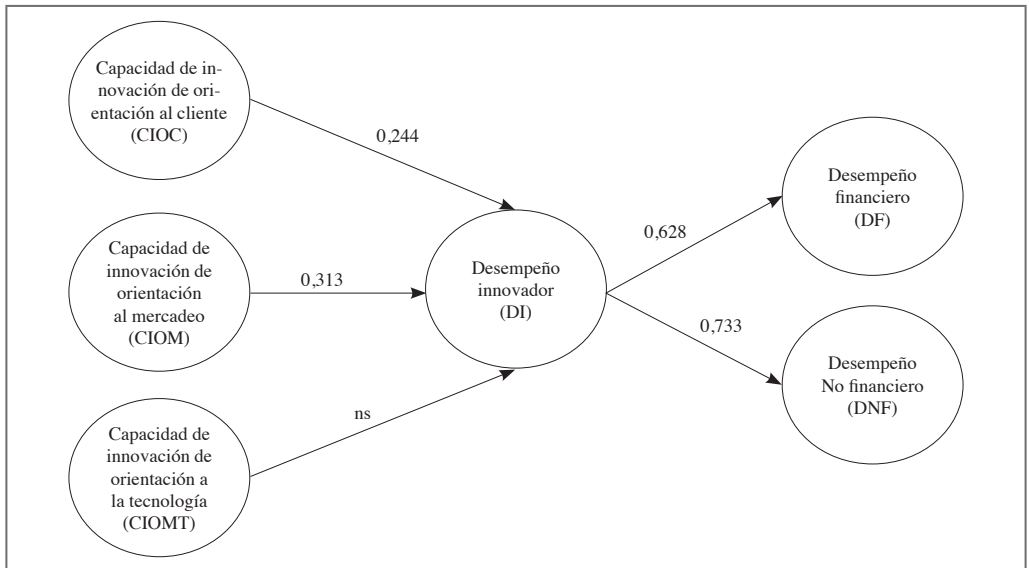 Capacidad de in-
novación de ori-
entación al cliente
(CIOC)
0,244
Capacidad de
innovación de
orientación
al mercadeo
(CIOM)
0,313
Capacidad de
innovación de
orientación a
la tecnología
(CIOMT)
ns
Desempeño
innovador
(DI)
0,628
Desempeño
financiero
(DF)
0,733
Desempeño
No financiero
(DNF)